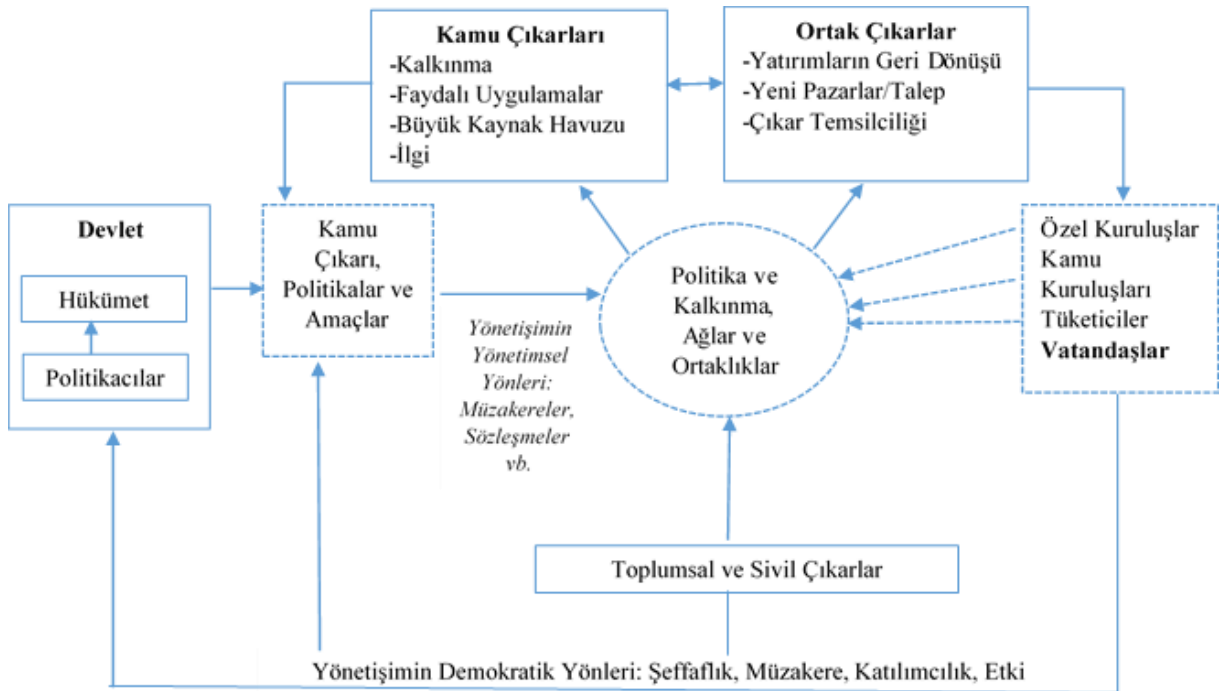 Kamu Çıkarları
-Kalkınma
-Faydalı Uygulamalar
-Büyük Kaynak Havuzu
-İlgi
Ortak Çıkarlar
-Yatırımların Geri Dönüşü
-Yeni Pazarlar/Talep
-Çıkar Temsilciliği
Devlet
Hükümet
Politikacılar
Kamu
Çıkarı,
Politikalar ve
Amaçlar
Yönetişimin
Yönetimsel
Yönleri:
Müzakereler,
Sözleşmeler
vb.
Politika ve
Kalkınma,
Ağlar ve
Ortaklıklar
Özel Kuruluşlar
Kamu
Kuruluşları
Tüketiciler
Vatandaşlar
Toplumsal ve Sivil Çıkarlar
Yönetişimin Demokratik Yönleri: Şeffaflık, Müzakere, Katılımcılık, Etki